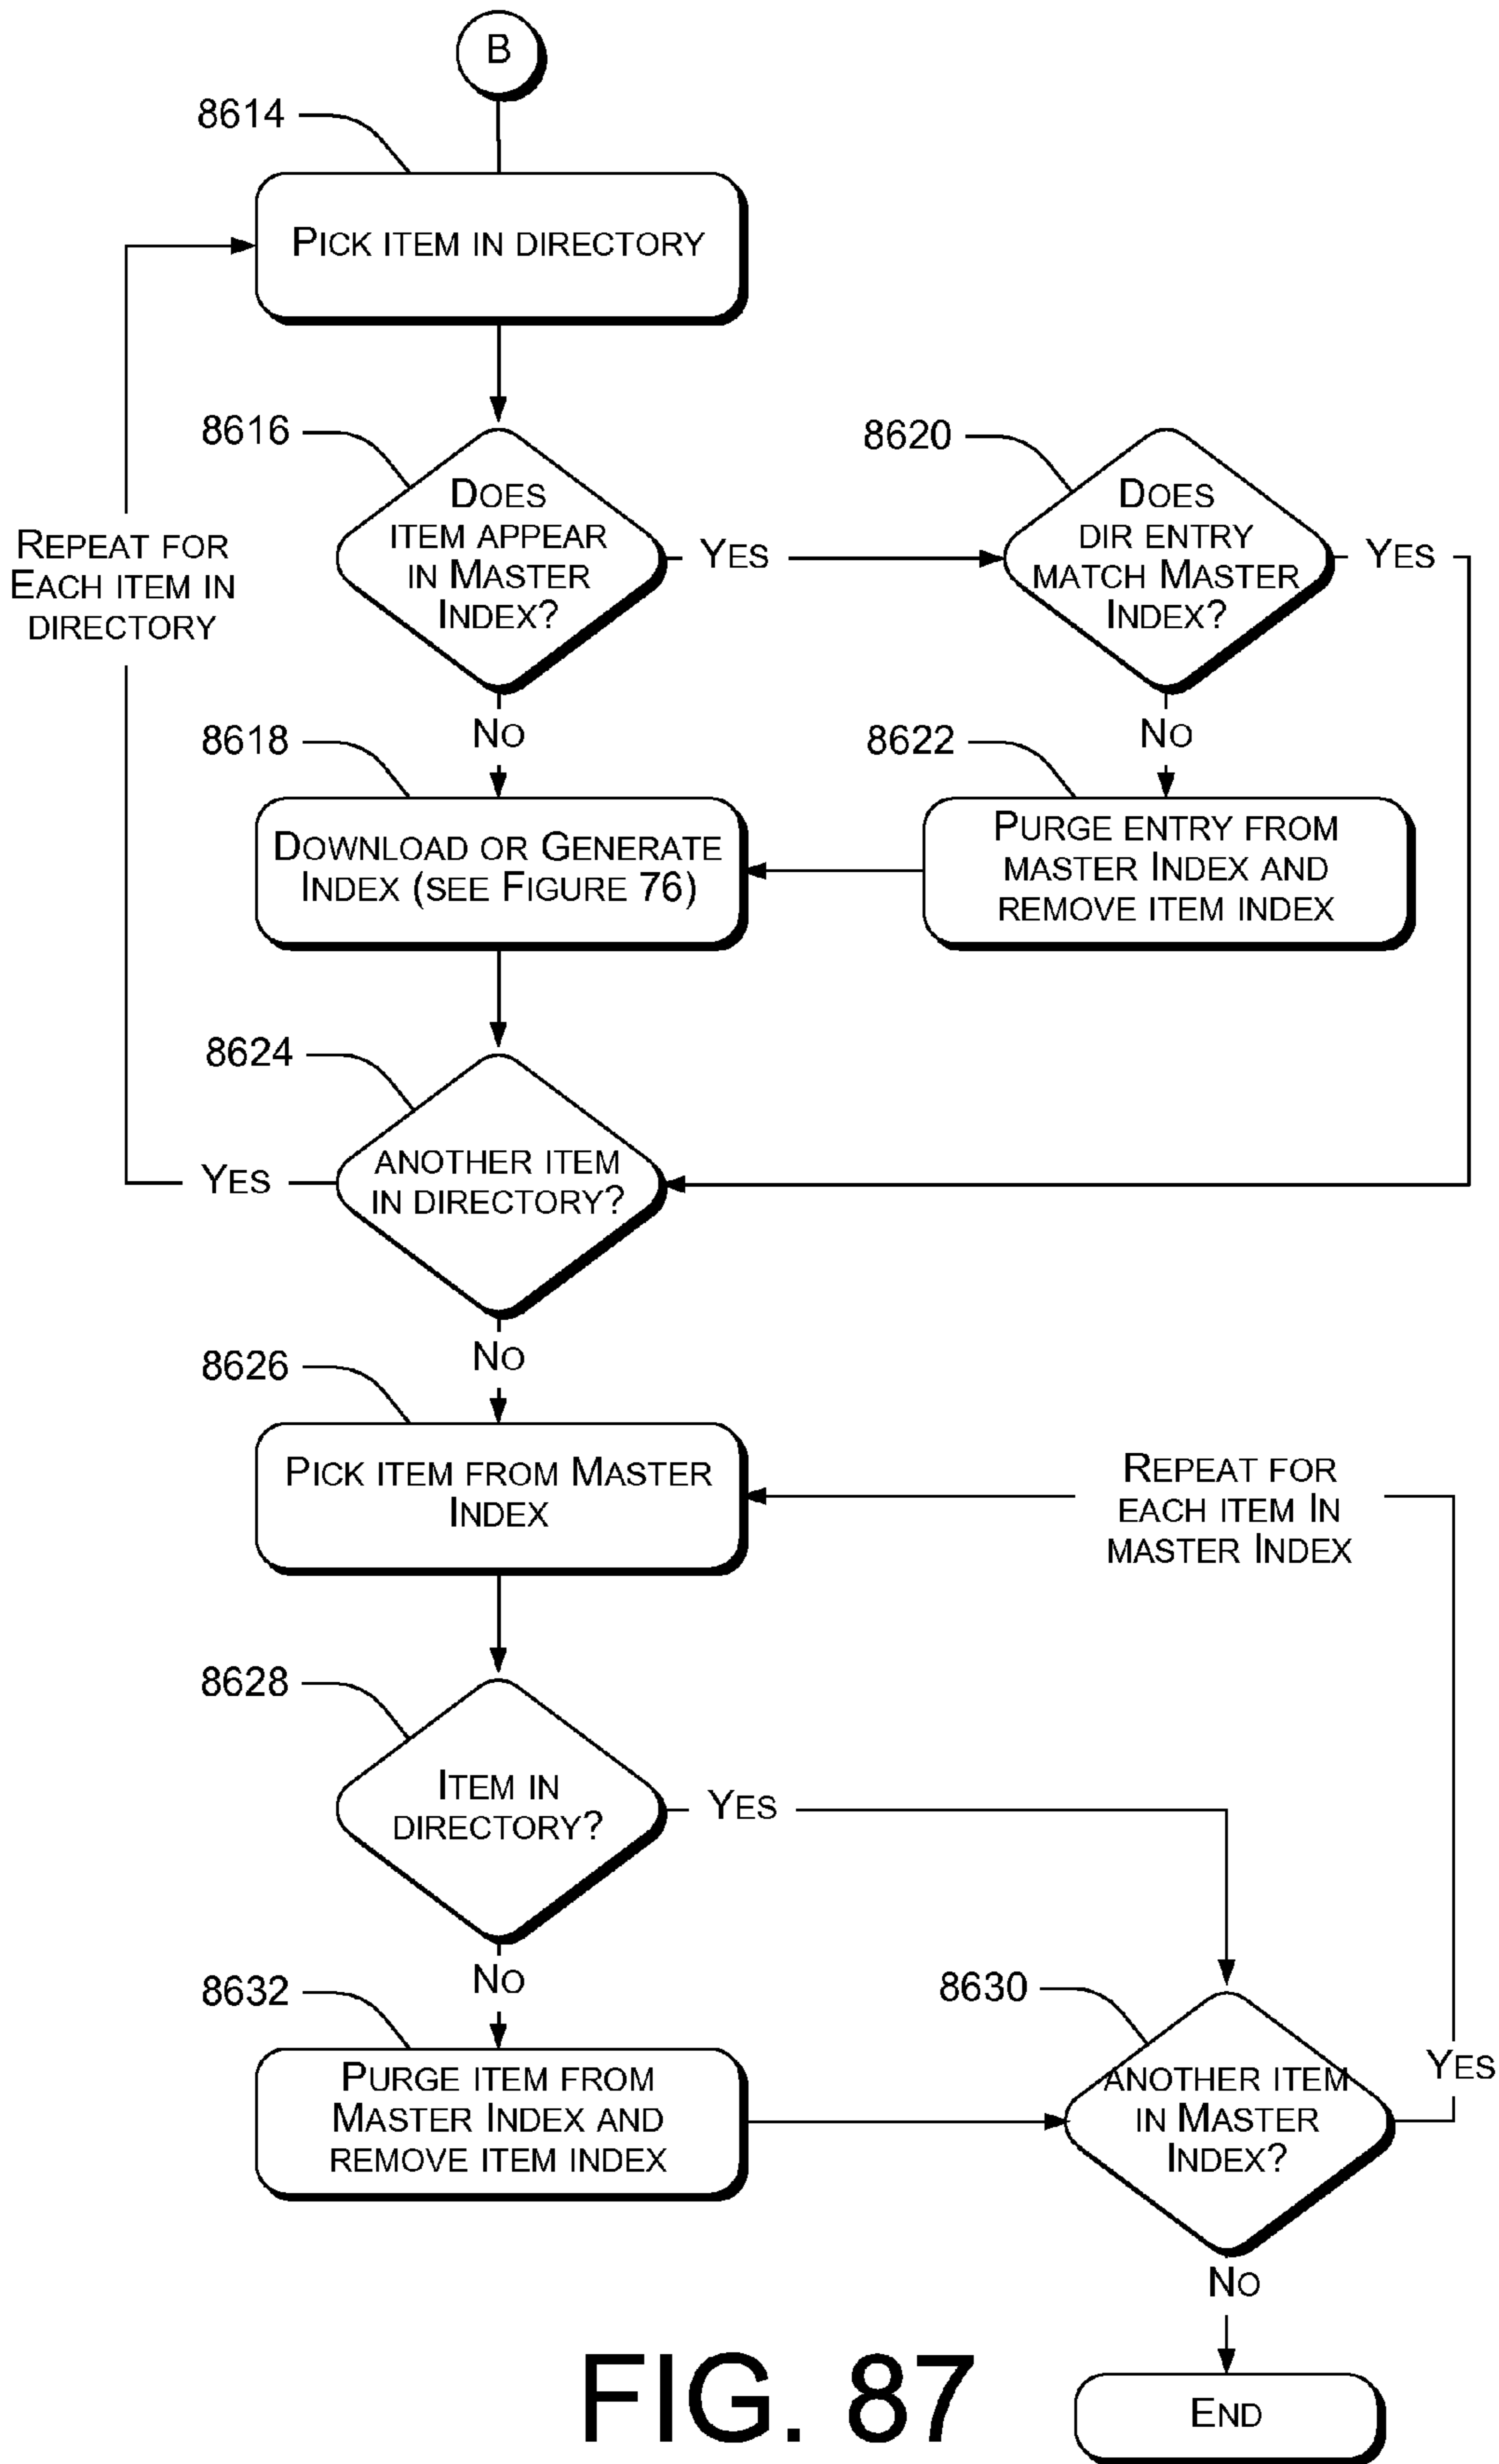 B
8614
PICK ITEM IN DIRECTORY
8616
DOES
ITEM APPEAR
IN MASTER
INDEX?
YES
8620
DOES
DIR ENTRY
MATCH MASTER
INDEX?
YES
REPEAT FOR
EACH ITEM IN
DIRECTORY
NO
NO
8618
DOWNLOAD OR GENERATE
INDEX (SEE FIGURE 76)
8622
PURGE ENTRY FROM
MASTER INDEX AND
REMOVE ITEM INDEX
8624
ANOTHER ITEM
IN DIRECTORY?
YES
NO
8626
PICK ITEM FROM MASTER
INDEX
REPEAT FOR
EACH ITEM IN
MASTER INDEX
8628
ITEM IN
DIRECTORY?
YES
NO
8632
PURGE ITEM FROM
MASTER INDEX AND
REMOVE ITEM INDEX
8630
ANOTHER ITEM
IN MASTER
INDEX?
YES
NO
END
FIG. 87